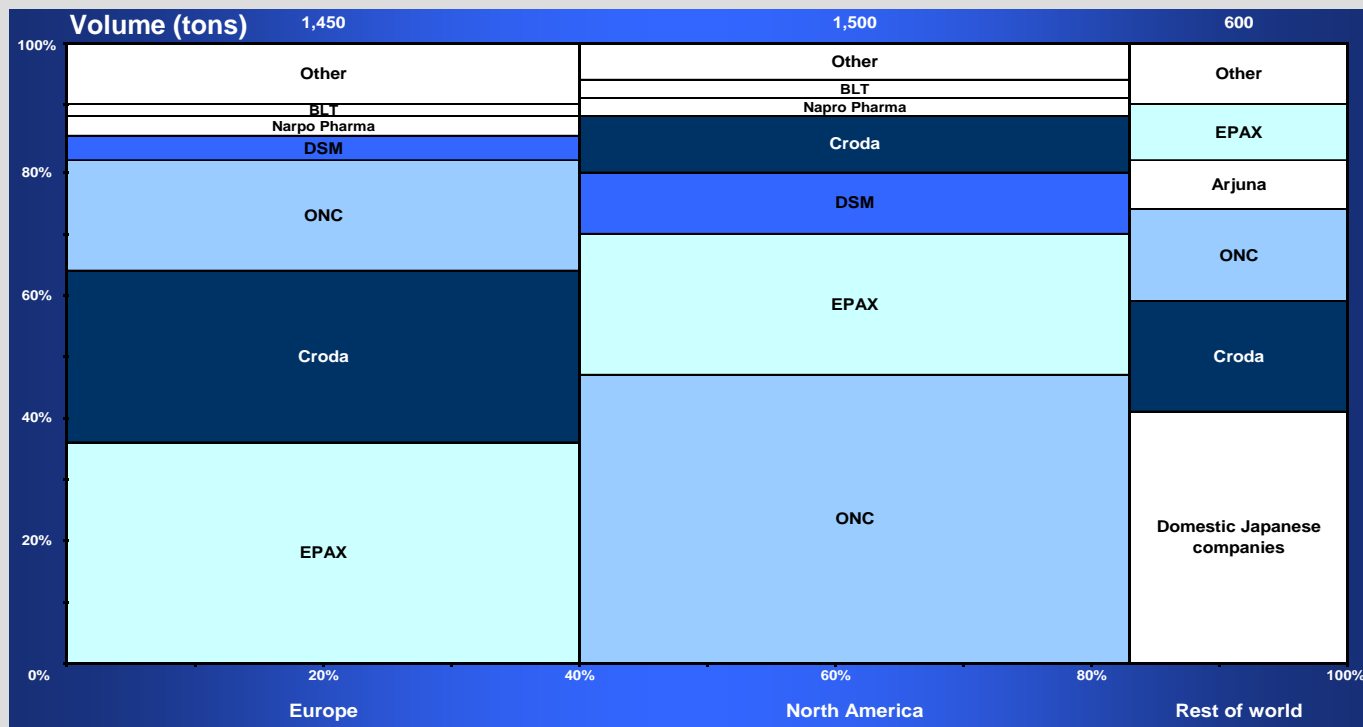 Volume (tons) 1,450 1,500 600
100%
80%
60%
40%
20%
0%
Other
BLT
Narpo Pharma
DSM
ONC
Croda
EPAX
Other
BLT
Napro Pharma
Croda
DSM
EPAX
ONC
Other
EPAX
Arjuna
ONC
Croda
Domestic Japanese
companies
20% 40% 60% 80% 100%
Europe North America Rest of world